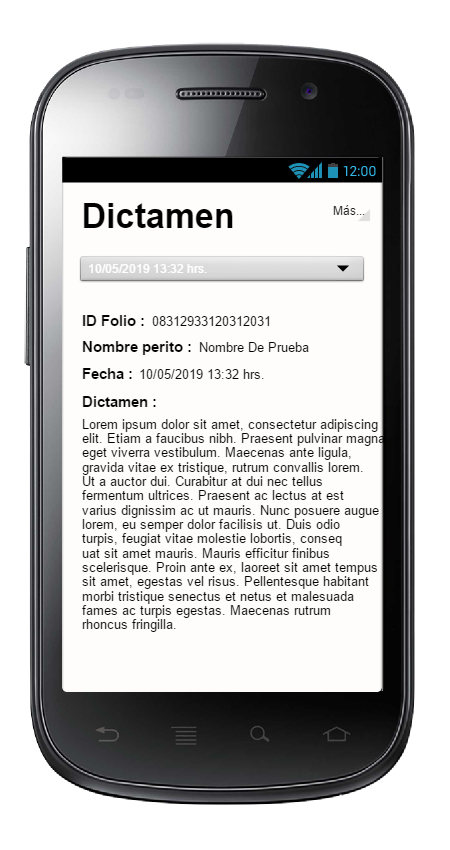 12:00
Dictamen
Más...
10/05/2019 13:32 hrs.
ID Folio : 08312933120312031
Nombre perito : Nombre De Prueba
Fecha : 10/05/2019 13:32 hrs.
Dictamen :
Lorem ipsum dolor sit amet, consectetur adipiscing
elit. Etiam a faucibus nibh. Praesent pulvinar magna
eget viverra vestibulum. Maecenas ante ligula,
gravida vitae ex tristique, rutrum convallis lorem.
Ut a auctor dui. Curabitur at dui nec tellus
fermentum ultrices. Praesent ac lectus at est
varius dignissim ac ut mauris. Nunc posuere augue
lorem, eu semper dolor facilisis ut. Duis odio
turpis, feugiat vitae molestie lobortis, conseq
uat sit amet mauris. Mauris efficitur finibus
scelerisque. Proin ante ex, laoreet sit amet tempus
sit amet, egestas vel risus. Pellentesque habitant
morbi tristique senectus et netus et malesuada
fames ac turpis egestas. Maecenas rutrum
rhoncus fringilla.